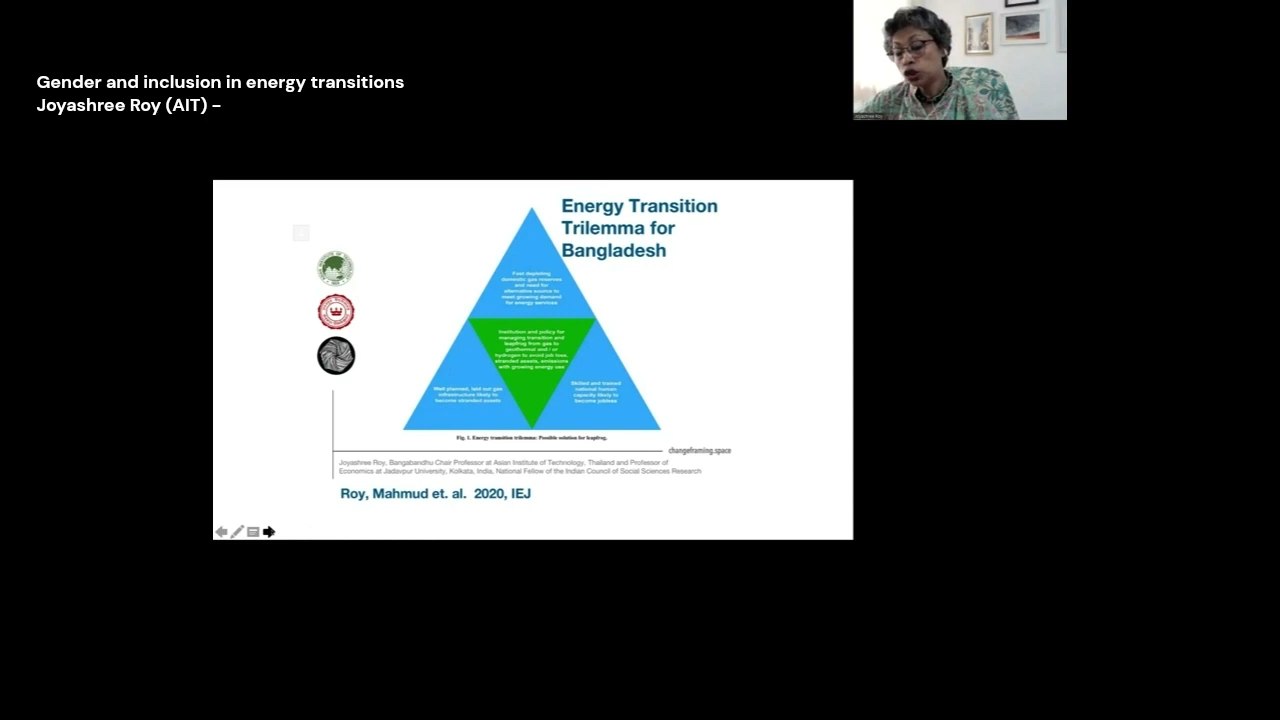 Gender and inclusion in energy transitions
Joyashree Roy (AIT) –
Joyashree Roy
Energy Transition
Trilemma for
Bangladesh
Fast depleting
domestic gas reserves
and need for
alternative source to
meet growing demand
for energy services
Institution and policy for
managing transition and
leapfrog from gas to
geothermal and / or
hydrogen to avoid job loss,
stranded assets, emissions
with growing energy use
Well planned, laid out gas
infrastructure likely to
become stranded assets
Skilled and trained
national human
capacity likely to
become jobless
Fig. 1. Energy transition trilemma: Possible solution for leapfrog.
changeframing.space
Joyashree Roy, Bangabandhu Chair Professor at Asian Institute of Technology, Thailand and Professor of
Economics at Jadavpur University, Kolkata, India, National Fellow of the Indian Council of Social Sciences Research
Roy, Mahmud et. al. 2020, IEJ